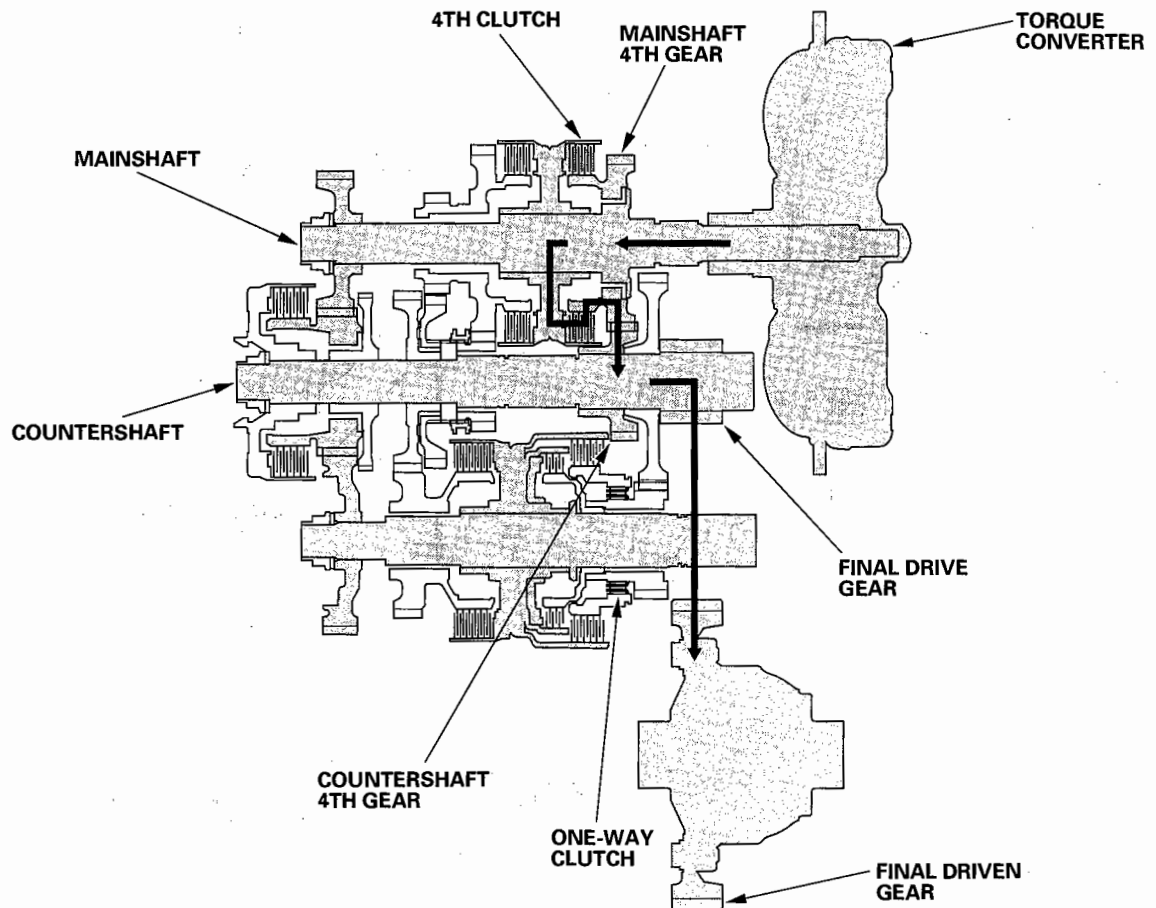 4TH CLUTCH
MAINSHAFT
4TH GEAR
TORQUE
CONVERTER
MAINSHAFT
COUNTERSHAFT
FINAL DRIVE
GEAR
COUNTERSHAFT
4TH GEAR
ONE-WAY
CLUTCH
FINAL DRIVEN
GEAR